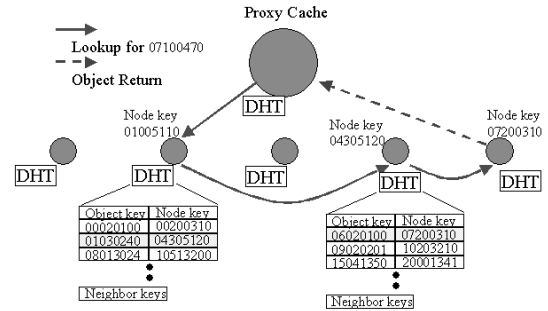 Proxy Cache
Lookup for 07100470
Object Return
DHT
Node key
01005110
Node key
04305120
Node key
07200310
DHT
DHT
DHT
DHT
DHT
Object key Node key
00020100 00200310
01030240 04305120
08013024 10513200
Neighbor keys
Object key Node key
06020100 07200310
09020201 10203210
15041350 20001341
Neighbor keys